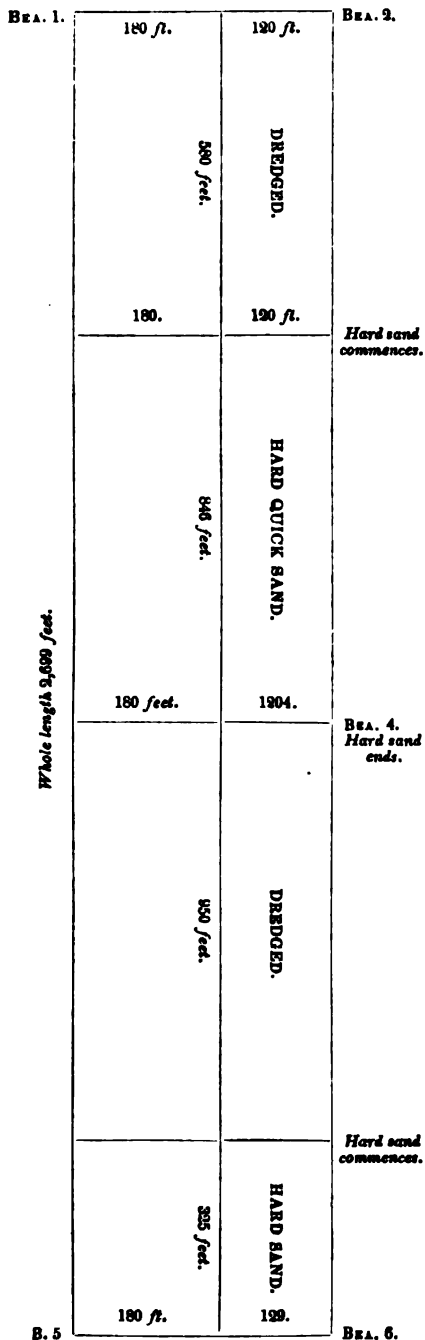 BEA. 1.
180 ft.
120 ft.
BEA. 2.
580 feet.
DREDGED.
180.
120 ft.
Hard sand
commences.
846 feet.
HARD QUICK SAND.
Whole length feet.
180 feet.
1204.
BEA. 4.
Hard sand
ends.
950 feet.
DREDGED.
Hard sand
commences.
325 feet.
HARD SAND.
B. 5
180 ft.
129.
BEA. 6.